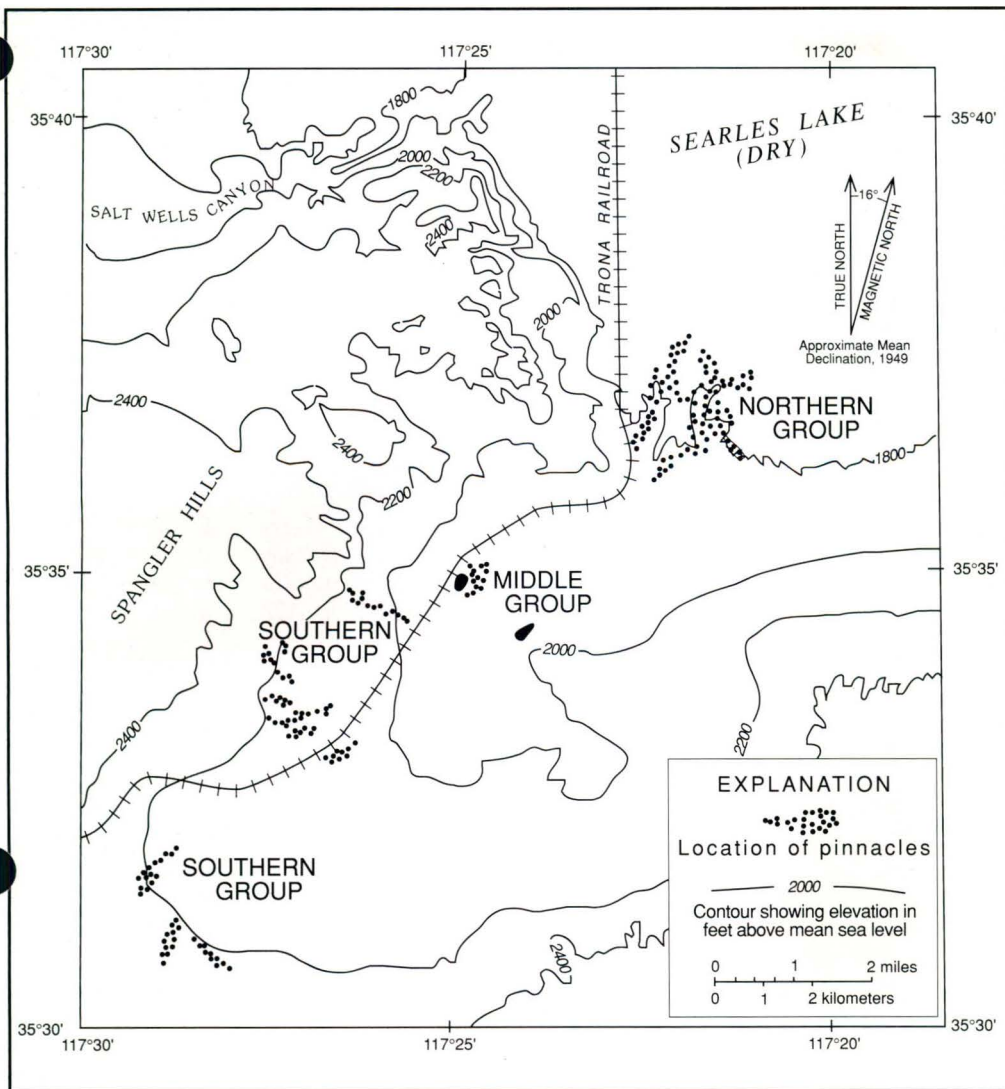 117°30'
117°25'
117°20'
35°40'
35°40'
1800
SEARLES LAKE
(DRY)
TRONA RAILROAD
2000
2200
SALT WELLS CANYON
2400
16°
TRUE NORTH
MAGNETIC NORTH
2000
Approximate Mean
Declination, 1949
2400
NORTHERN
GROUP
2400
1800
2200
SPANGLER HILLS
35°35'
35°35'
MIDDLE
GROUP
SOUTHERN
GROUP
2000
2400
2200
EXPLANATION
Location of pinnacles
2000
Contour showing elevation in
feet above mean sea level
0 1 2 miles
0 1 2 kilometers
SOUTHERN
GROUP
2400
35°30'
35°30'
117°30'
117°25'
117°20'